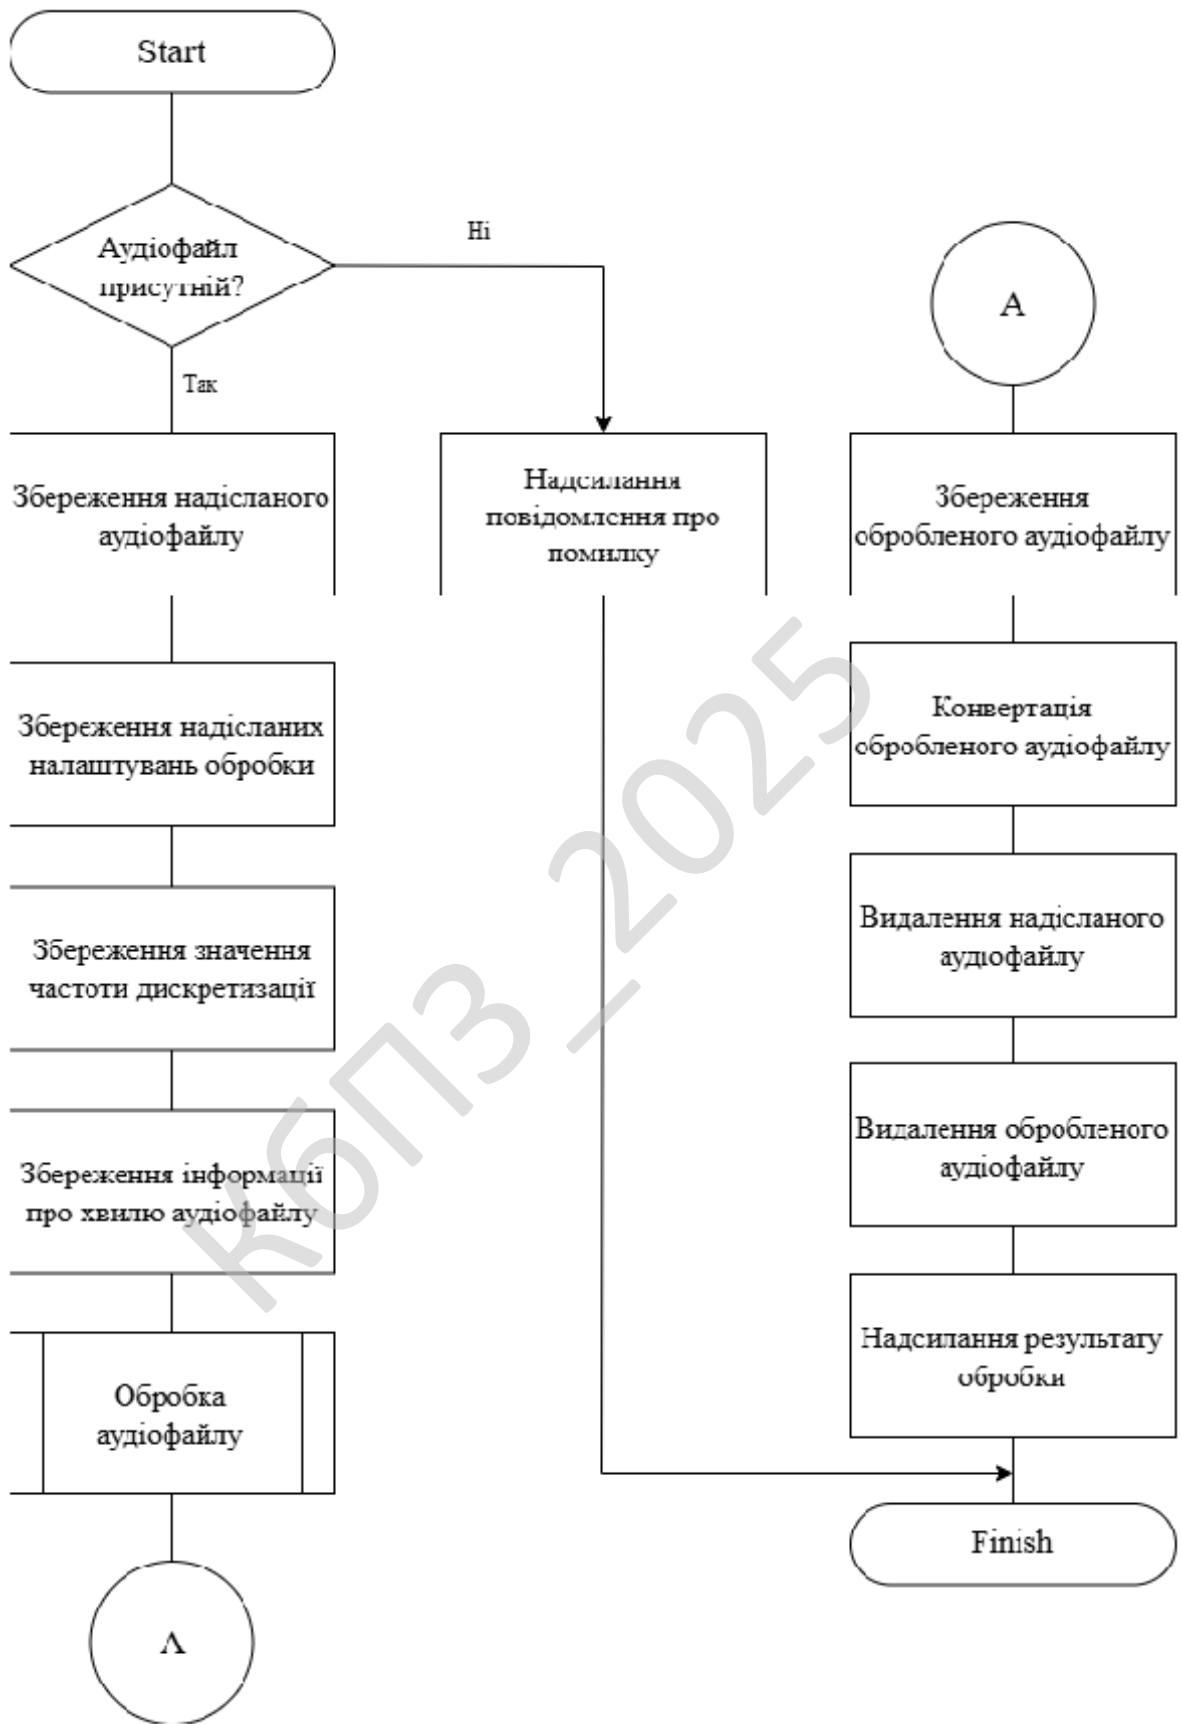 Start
Аудіофайл
присутній?
Ні
Так
Збереження надісланого
аудіофайлу
Збереження надісланих
налаштувань обробки
Збереження значення
частоти дискретизації
Збереження інформації
про хвилю аудіофайлу
Обробка
аудіофайлу
А
Надсилання
повідомлення про
помилку
А
Збереження
обробленого аудіофайлу
Конвертація
обробленого аудіофайлу
Видалення надісланого
аудіофайлу
Видалення обробленого
аудіофайлу
Надсилання результату
обробки
Finish
КбПЗ_2025